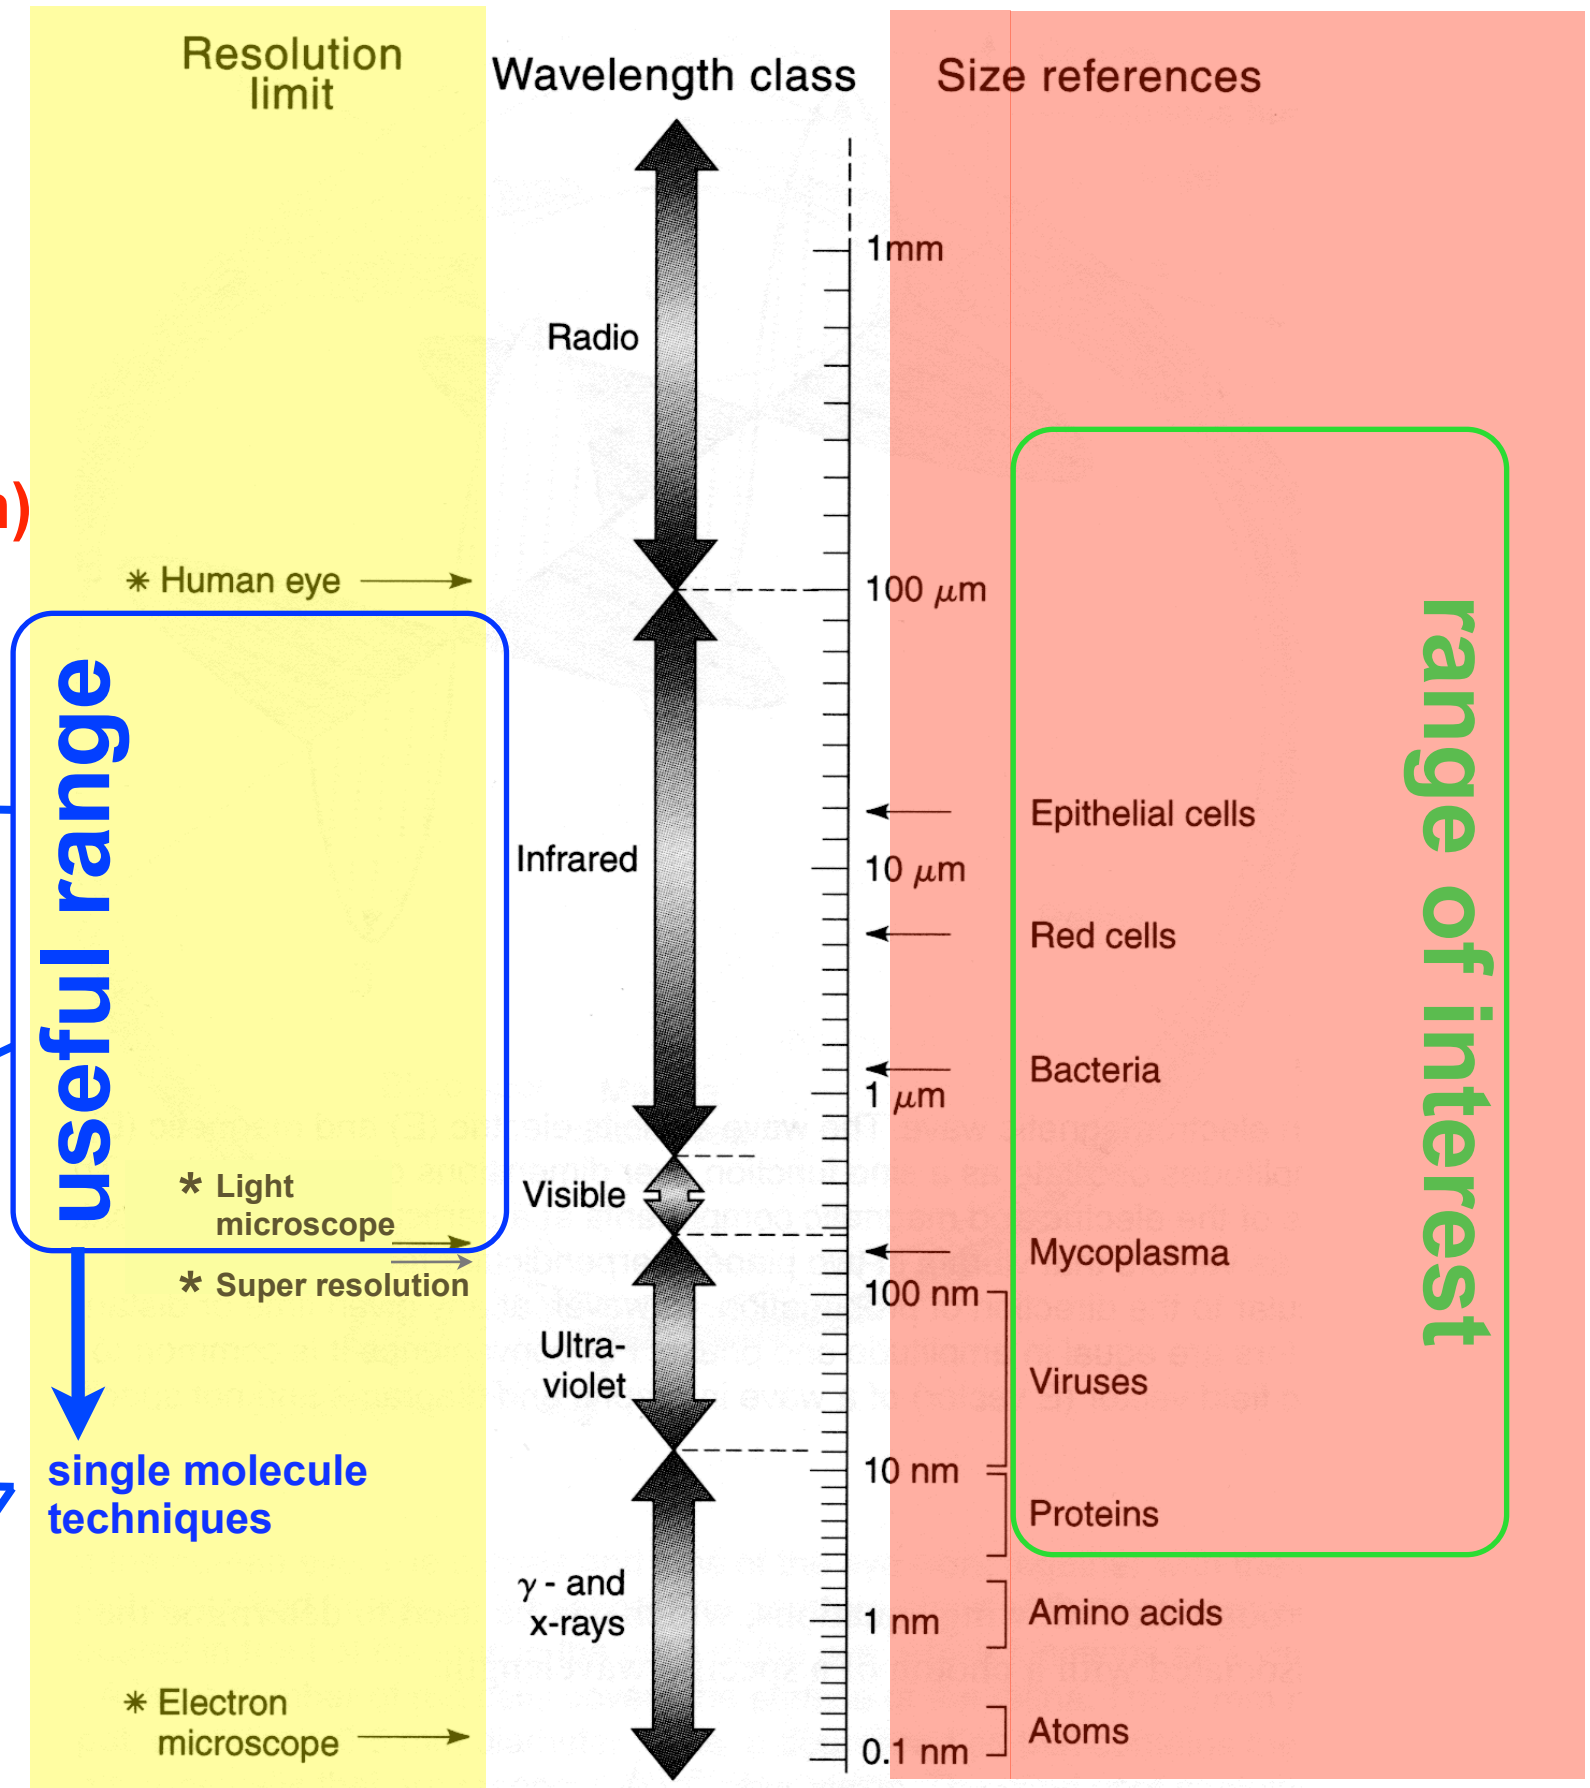 Resolution
limit
Wavelength class
Size references
1mm
Radio
m)
* Human eye
100 μm
useful range
range of interest
Epithelial cells
Infrared
10 μm
Red cells
Bacteria
1 μm
* Light
microscope
Visible
Mycoplasma
* Super resolution
100 nm
Ultra-
violet
Viruses
single molecule
techniques
10 nm
Proteins
γ - and
x-rays
Amino acids
1 nm
* Electron
microscope
Atoms
0.1 nm